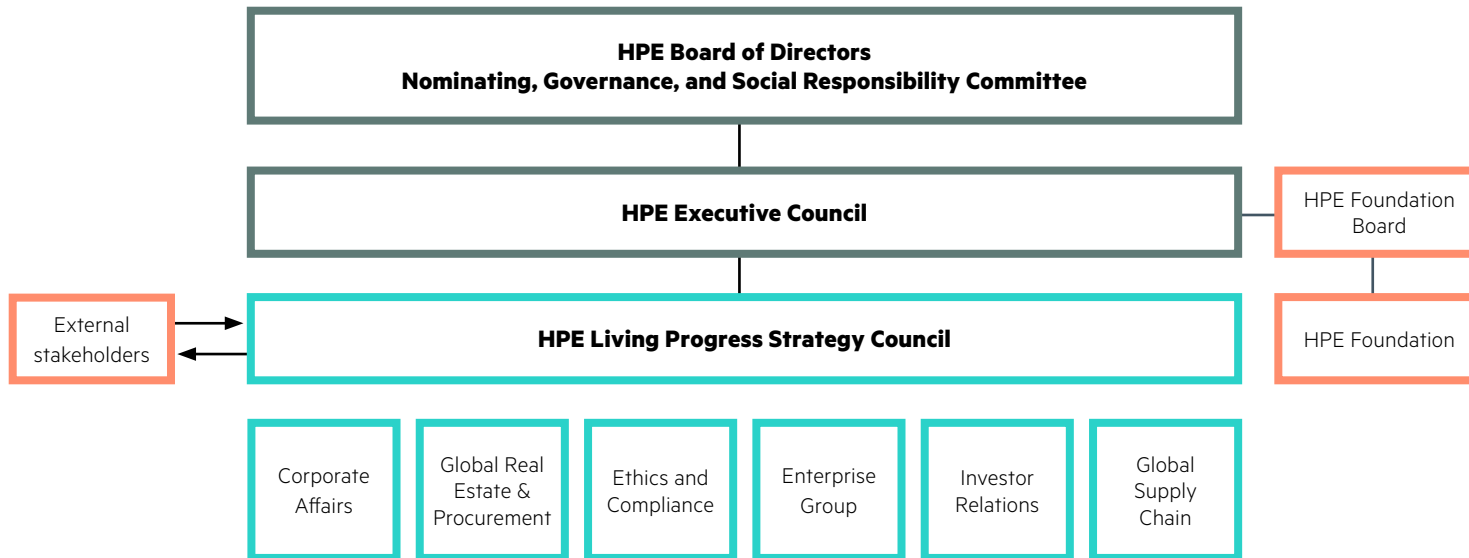 HPE Board of Directors
Nominating, Governance, and Social Responsibility Committee
HPE Executive Council
HPE Foundation
Board
External
stakeholders
HPE Living Progress Strategy Council
HPE Foundation
Corporate
Affairs
Global Real
Estate &
Procurement
Ethics and
Compliance
Enterprise
Group
Investor
Relations
Global
Supply
Chain